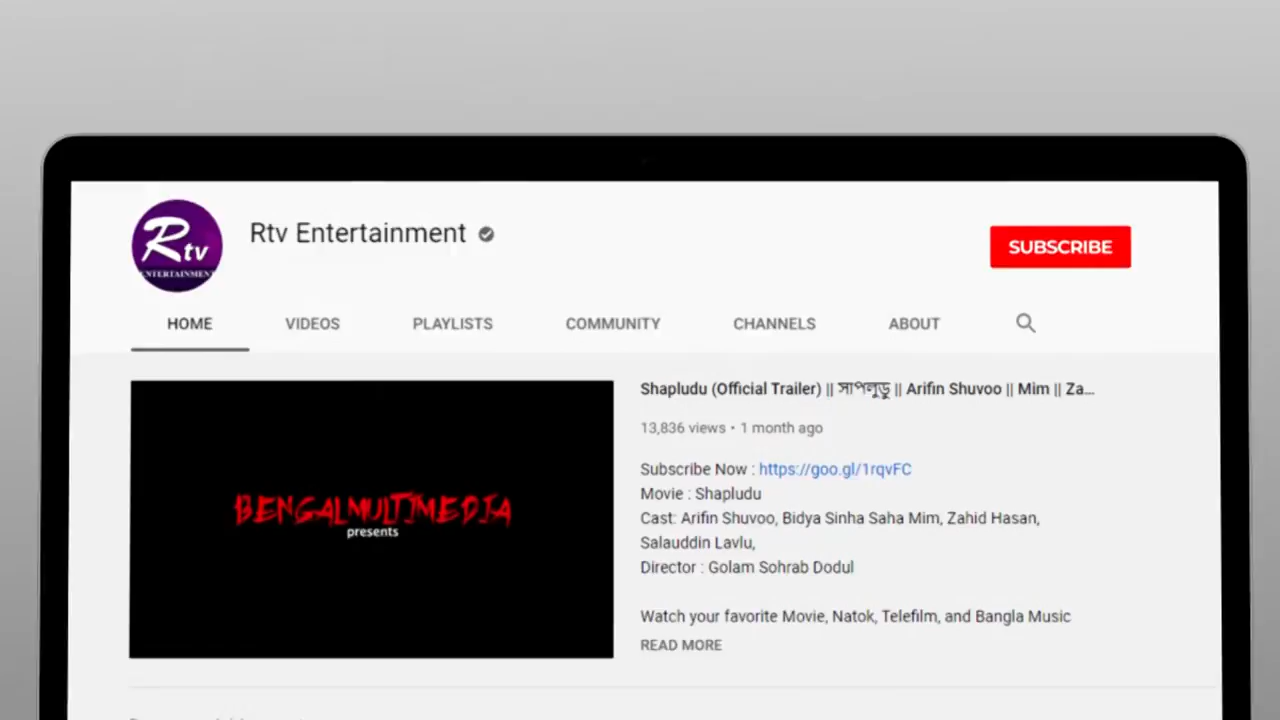 Rtv
ENTERTAINMENT
Rtv Entertainment
SUBSCRIBE
HOME VIDEOS PLAYLISTS COMMUNITY CHANNELS ABOUT
Shapludu (Official Trailer) || সাপলুডু || Arifin Shuvoo || Mim || Za...
13,836 views • 1 month ago
BENGALMULTIMEDIA
presents
Subscribe Now : https://goo.gl/1rqvFC
Movie : Shapludu
Cast: Arifin Shuvoo, Bidya Sinha Saha Mim, Zahid Hasan,
Salauddin Lavlu,
Director : Golam Sohrab Dodul
Watch your favorite Movie, Natok, Telefilm, and Bangla Music
READ MORE